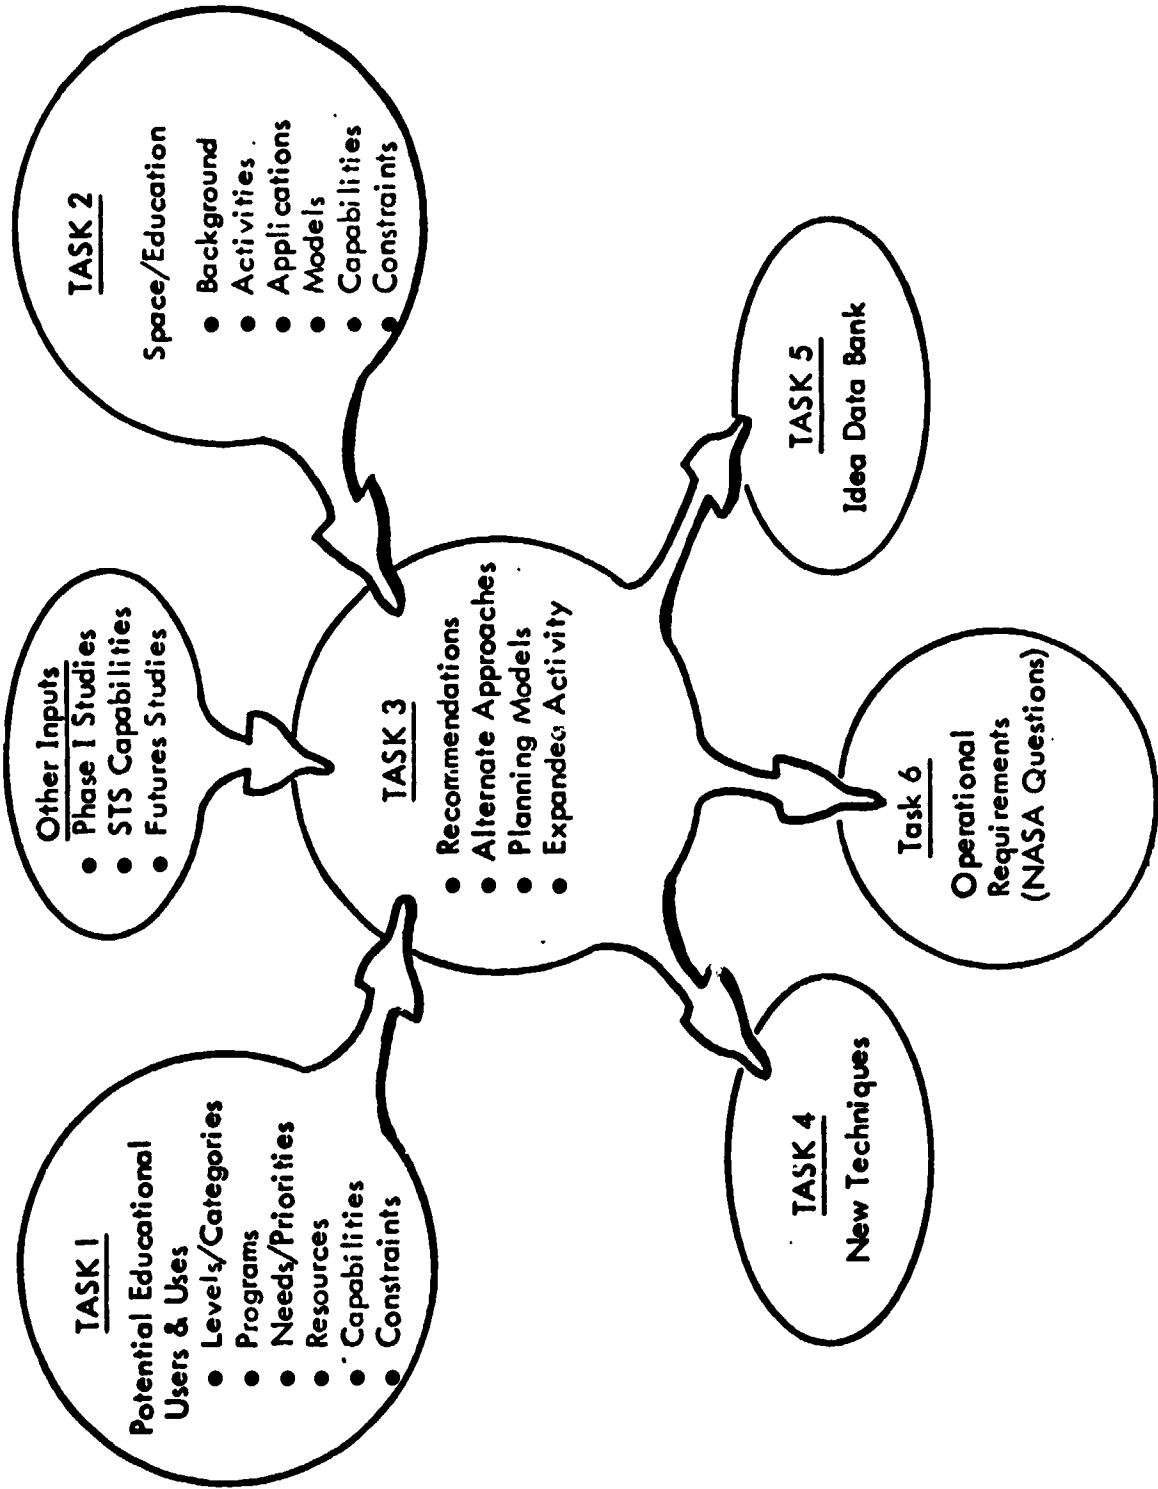 TASK 1
Potential Educational
Users & Uses
● Levels/Categories
● Programs
● Needs/Priorities
● Resources
● Capabilities
● Constraints
Other Inputs
● Phase I Studies
● STS Capabilities
● Futures Studies
TASK 2
Space/Education
● Background
● Activities
● Applications
● Models
● Capabilities
● Constraints
TASK 3
● Recommendations
● Alternate Approaches
● Planning Models
● Expanded Activity
TASK 4
New Techniques
Task 6
Operational
Requirements
(NASA Questions)
TASK 5
Idea Data Bank